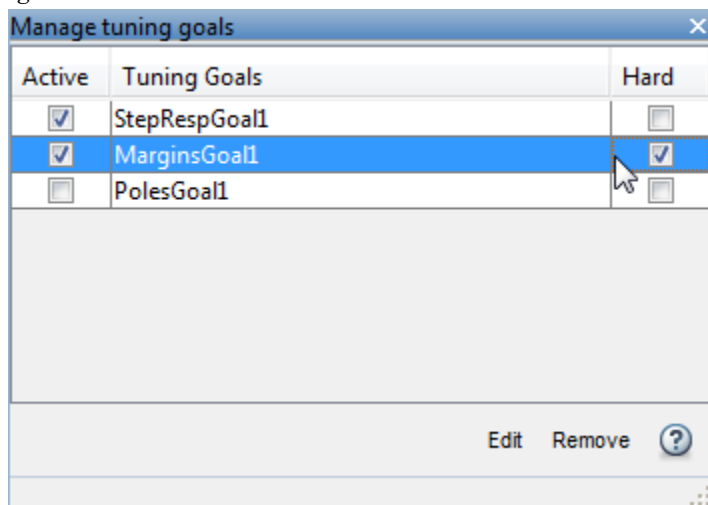 Manage tuning goals
Active Tuning Goals Hard
StepRespGoal1
MarginsGoal1
PolesGoal1
Edit Remove ?